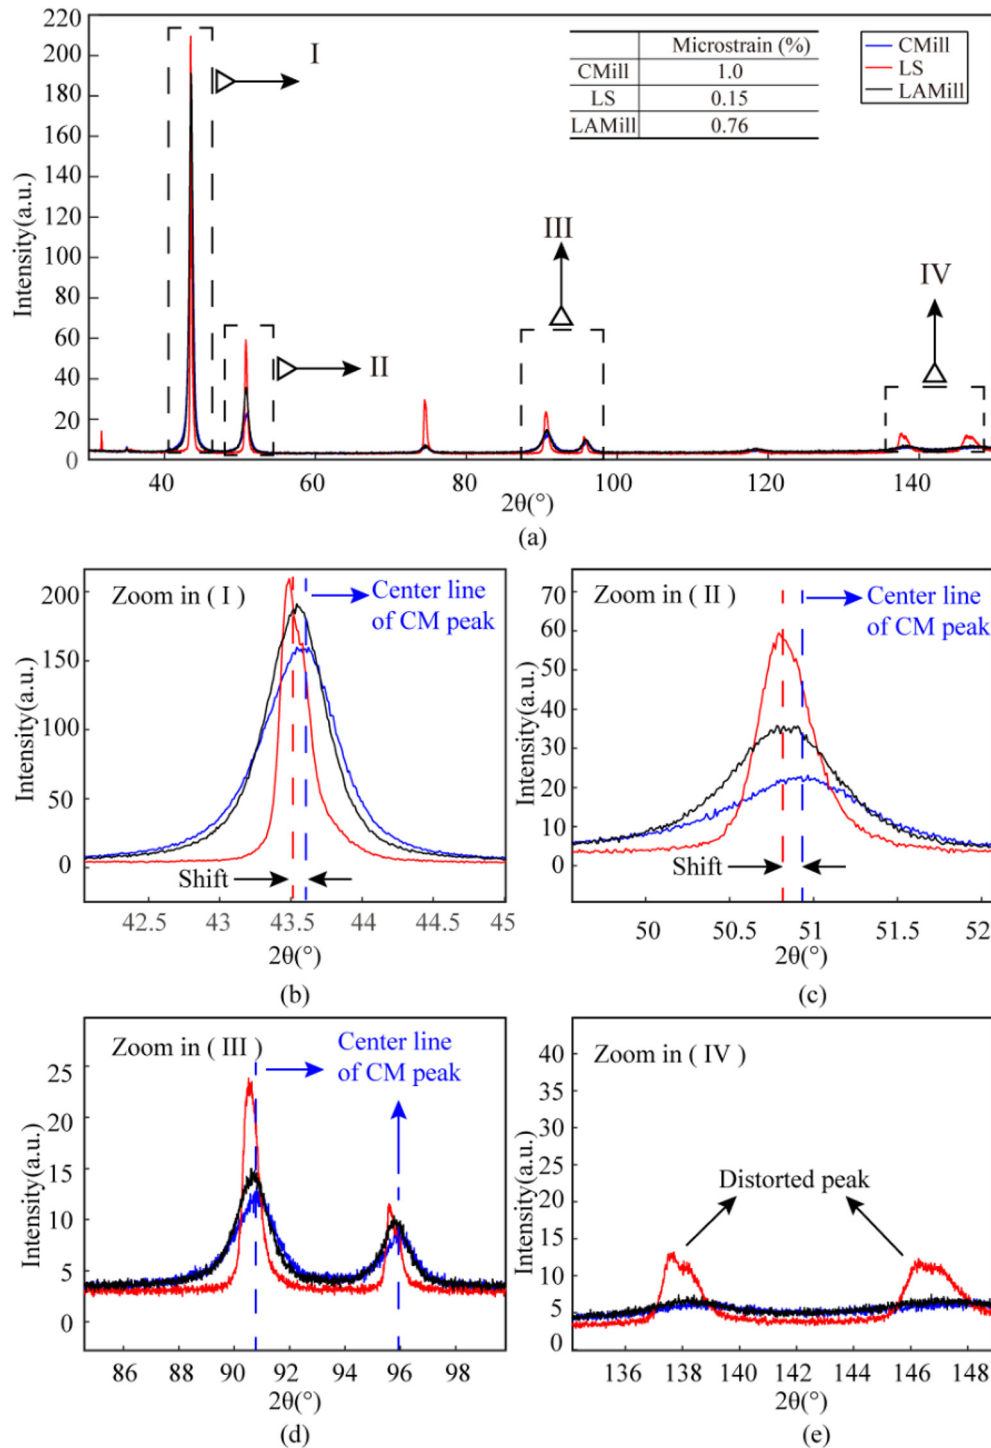 220
200
180
160
140
120
100
80
60
40
20
0
Intensity(a.u.)
I
II
III
IV
Microstrain (%)
CMill 1.0
LS 0.15
LAMill 0.76
CMill
LS
LAMill
40 60 80 100 120 140
2θ(°)
(a)
200
150
100
50
0
Intensity(a.u.)
Zoom in ( I )
Center line
of CM peak
Shift
42.5 43 43.5 44 44.5 45
2θ(°)
(b)
70
60
50
40
30
20
10
0
Intensity(a.u.)
Zoom in ( II )
Center line
of CM peak
Shift
50 50.5 51 51.5 52
2θ(°)
(c)
25
20
15
10
5
0
Intensity(a.u.)
Zoom in ( III )
Center line
of CM peak
86 88 90 92 94 96 98
2θ(°)
(d)
40
35
30
25
20
15
10
5
0
Intensity(a.u.)
Zoom in ( IV )
Distorted peak
136 138 140 142 144 146 148
2θ(°)
(e)